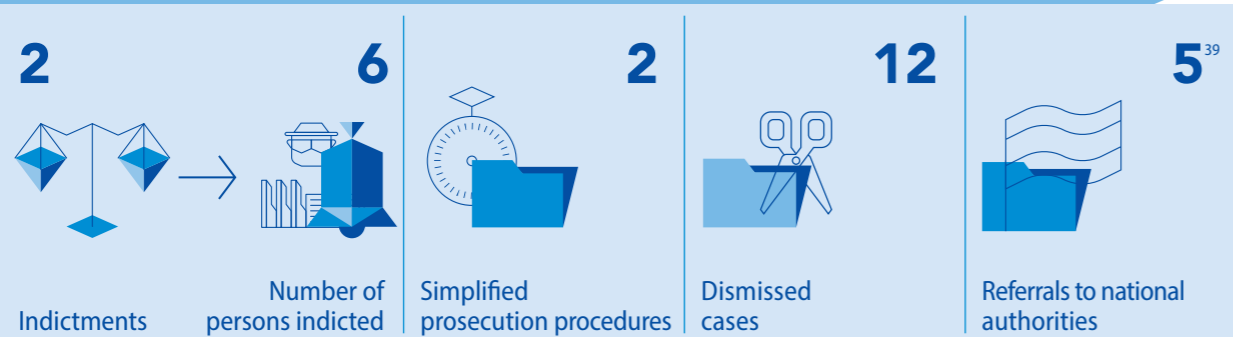 2
Indictments
6
Number of
persons indicted
2
Simplified
prosecution procedures
12
Dismissed
cases
5 39
Referrals to national
authorities